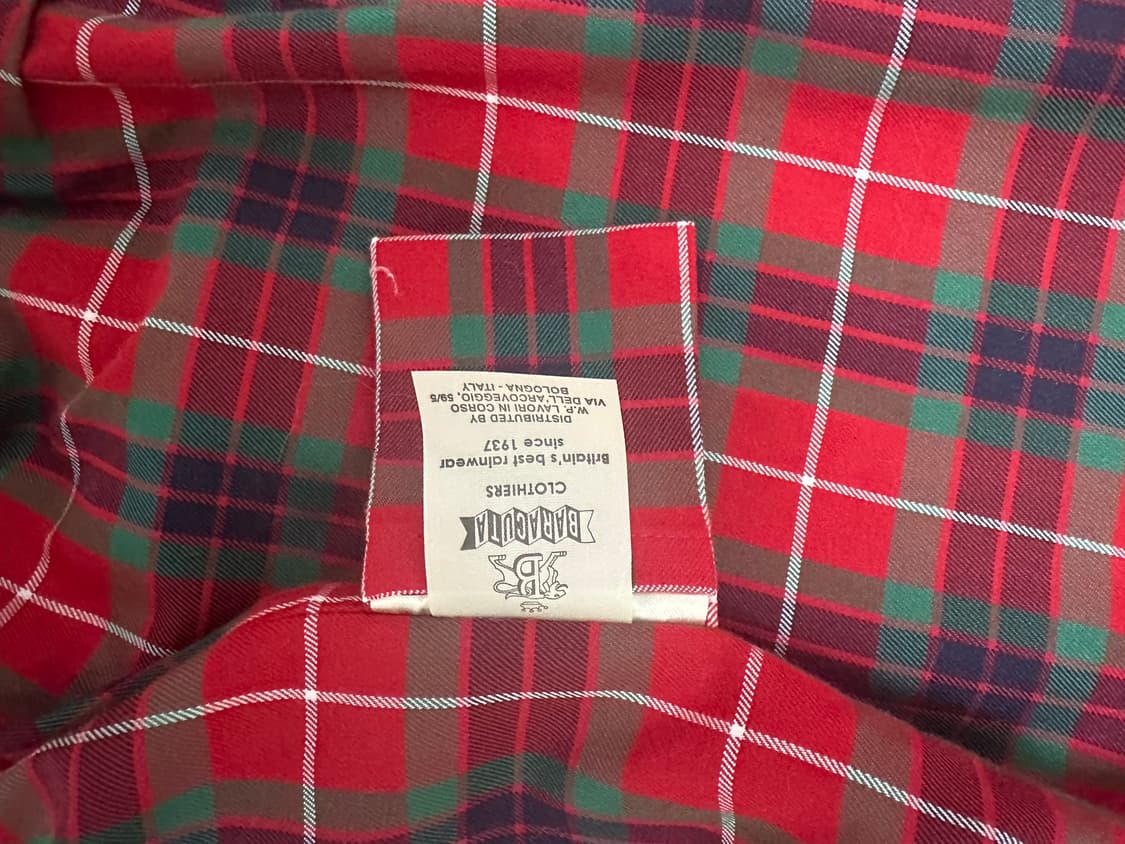 B
BARACUTA
CLOTHIERS
Britain's best rainwear
since 1937
DISTRIBUTED BY
W.P. LAVORI IN CORSO
VIA DELL'ARCOVEGGIO, 59/5
BOLOGNA - ITALY